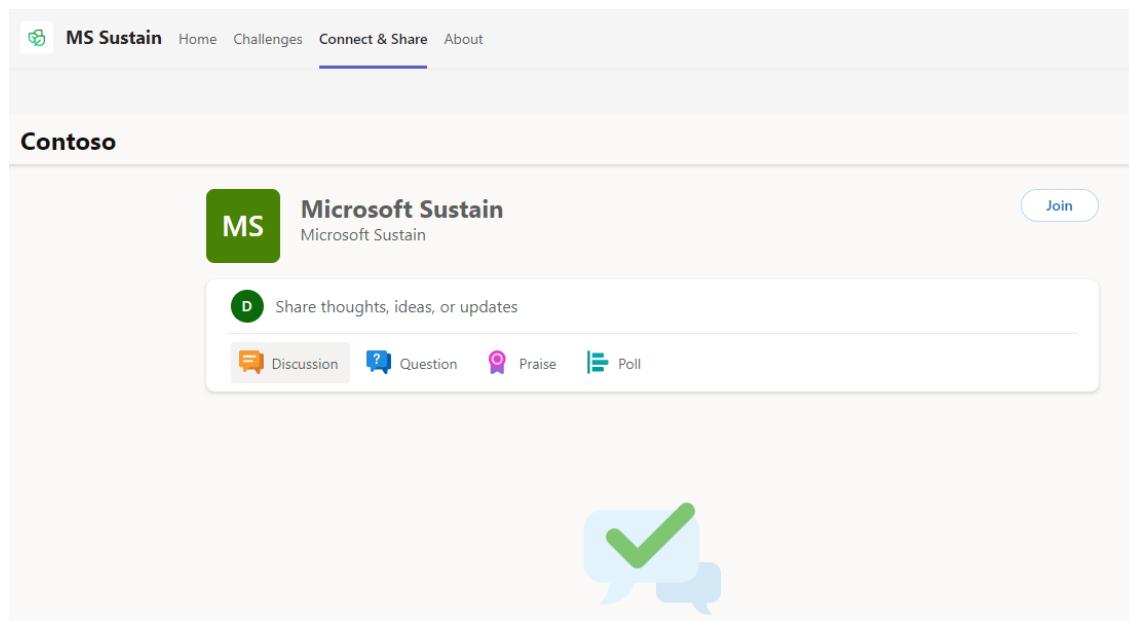 MS Sustain Home Challenges Connect & Share About
Contoso
MS
Microsoft Sustain
Microsoft Sustain
Join
D Share thoughts, ideas, or updates
Discussion ? Question Praise Poll